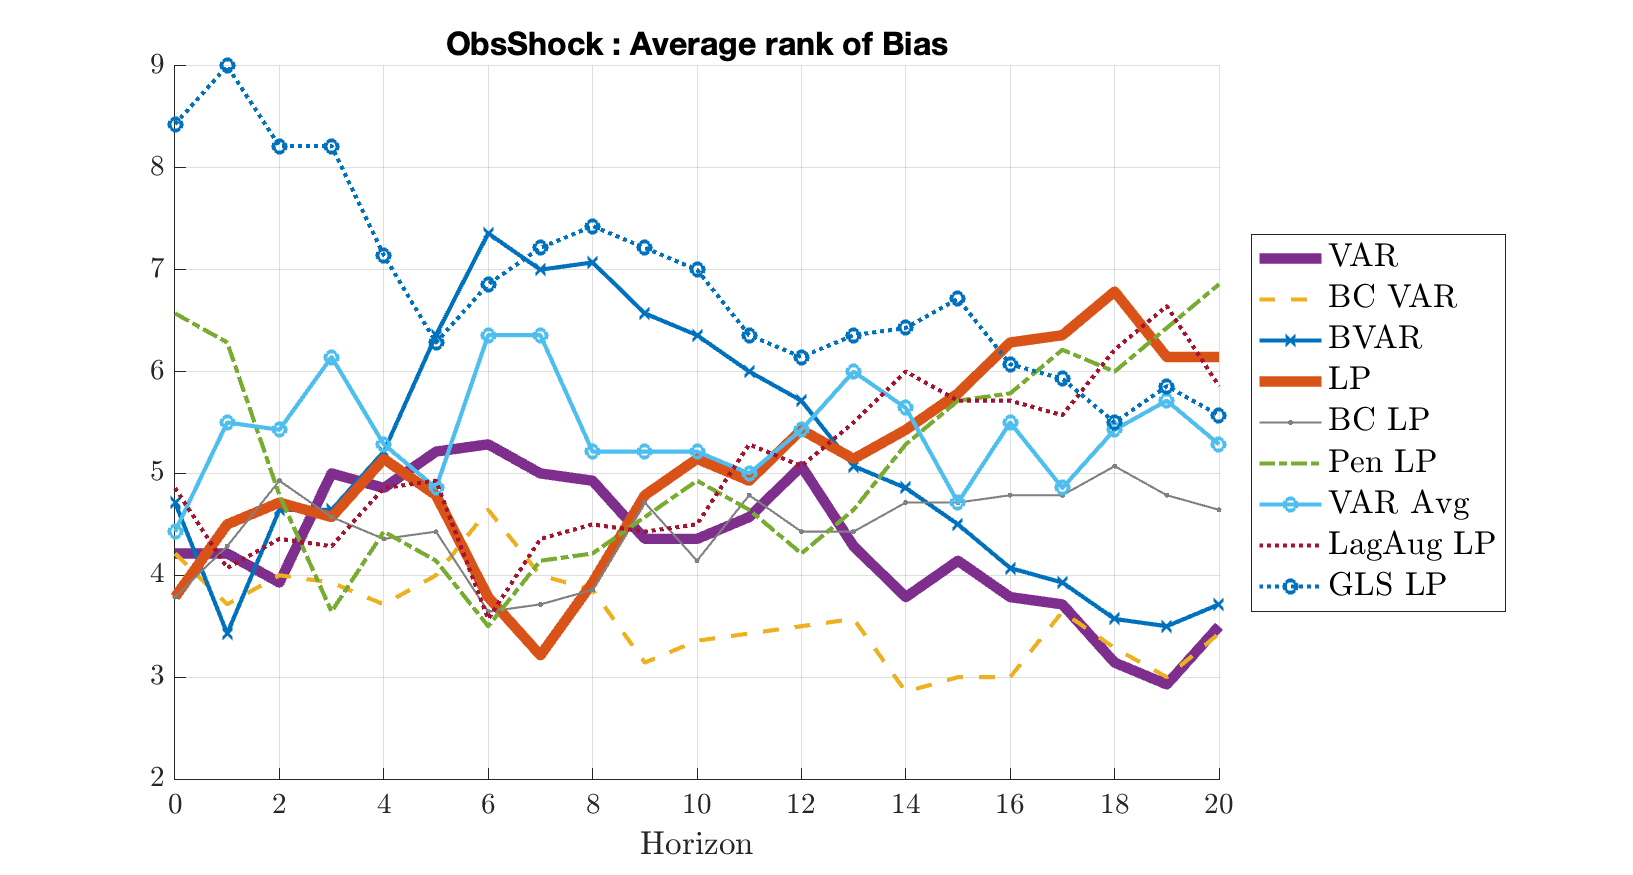 ObsShock : Average rank of Bias
9
8
7
6
5
4
3
2
0 2 4 6 8 10 12 14 16 18 20
Horizon
VAR
BC VAR
BVAR
LP
BC LP
Pen LP
VAR Avg
LagAug LP
GLS LP